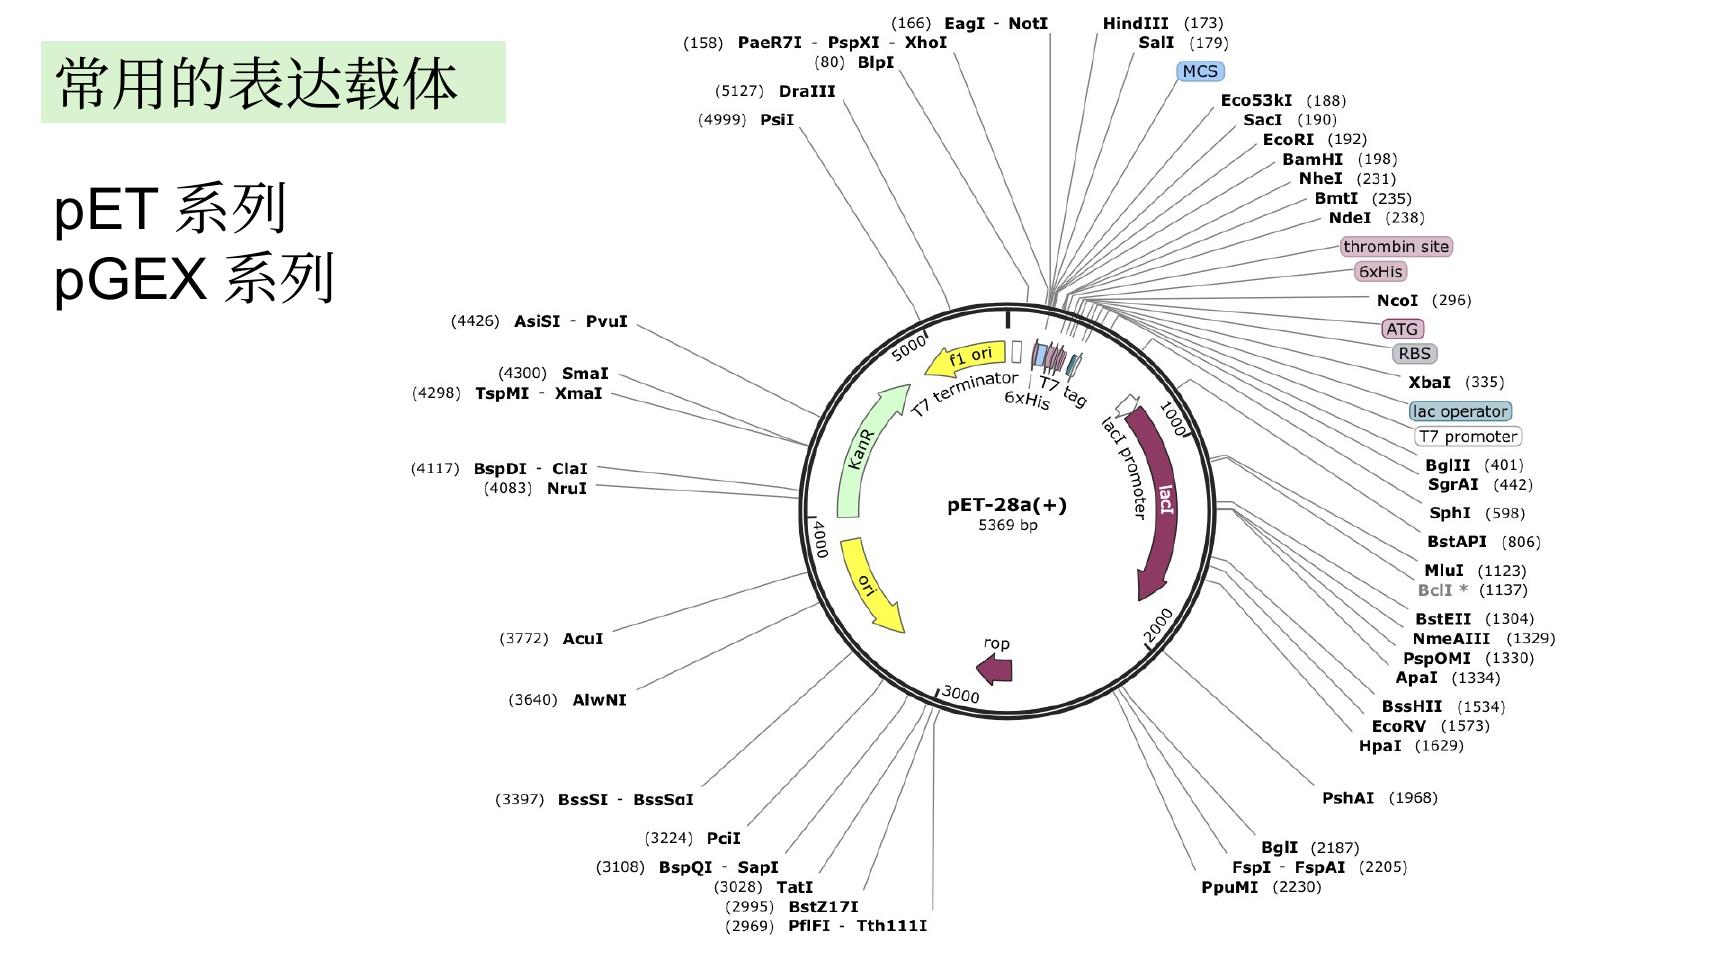 常用的表达载体
pET 系列
pGEX 系列
(166) EagI - NotI
(158) PaeR7I - PspXI - XhoI
(80) BlpI
(5127) DraIII
(4999) PsiI
HindIII (173)
SalI (179)
MCS
Eco53kI (188)
SacI (190)
EcoRI (192)
BamHI (198)
NheI (231)
BmtI (235)
NdeI (238)
thrombin site
6xHis
NcoI (296)
ATG
RBS
XbaI (335)
lac operator
T7 promoter
BglII (401)
SgrAI (442)
SphI (598)
BstAPI (806)
MluI (1123)
BclI * (1137)
BstEII (1304)
NmeAIII (1329)
PspOMI (1330)
ApaI (1334)
BssHII (1534)
EcoRV (1573)
HpaI (1629)
PshAI (1968)
BglI (2187)
FspI - FspAI (2205)
PpuMI (2230)
(4426) AsiSI - PvuI
(4300) SmaI
(4298) TspMI - XmaI
(4117) BspDI - ClaI
(4083) NruI
(3772) AcuI
(3640) AlwNI
(3397) BssSI - BssSαI
(3224) PciI
(3108) BspQI - SapI
(3028) TatI
(2995) BstZ17I
(2969) PflFI - Tth111I
5000
f1 ori
T7 terminator
6xHis
T7 tag
1000
lacI promoter
lacI
KanR
pET-28a(+)
5369 bp
4000
ori
2000
rop
3000